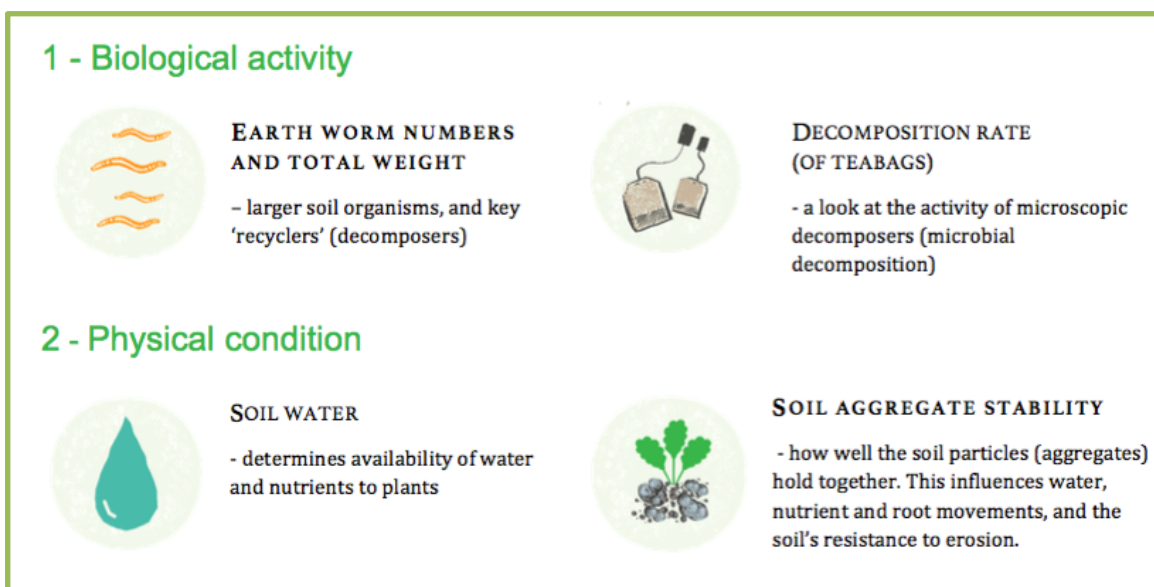 1 - Biological activity
EARTH WORM NUMBERS
AND TOTAL WEIGHT
– larger soil organisms, and key
‘recyclers’ (decomposers)
DECOMPOSITION RATE
(OF TEABAGS)
- a look at the activity of microscopic
decomposers (microbial
decomposition)
2 - Physical condition
SOIL WATER
- determines availability of water
and nutrients to plants
SOIL AGGREGATE STABILITY
- how well the soil particles (aggregates)
hold together. This influences water,
nutrient and root movements, and the
soil’s resistance to erosion.